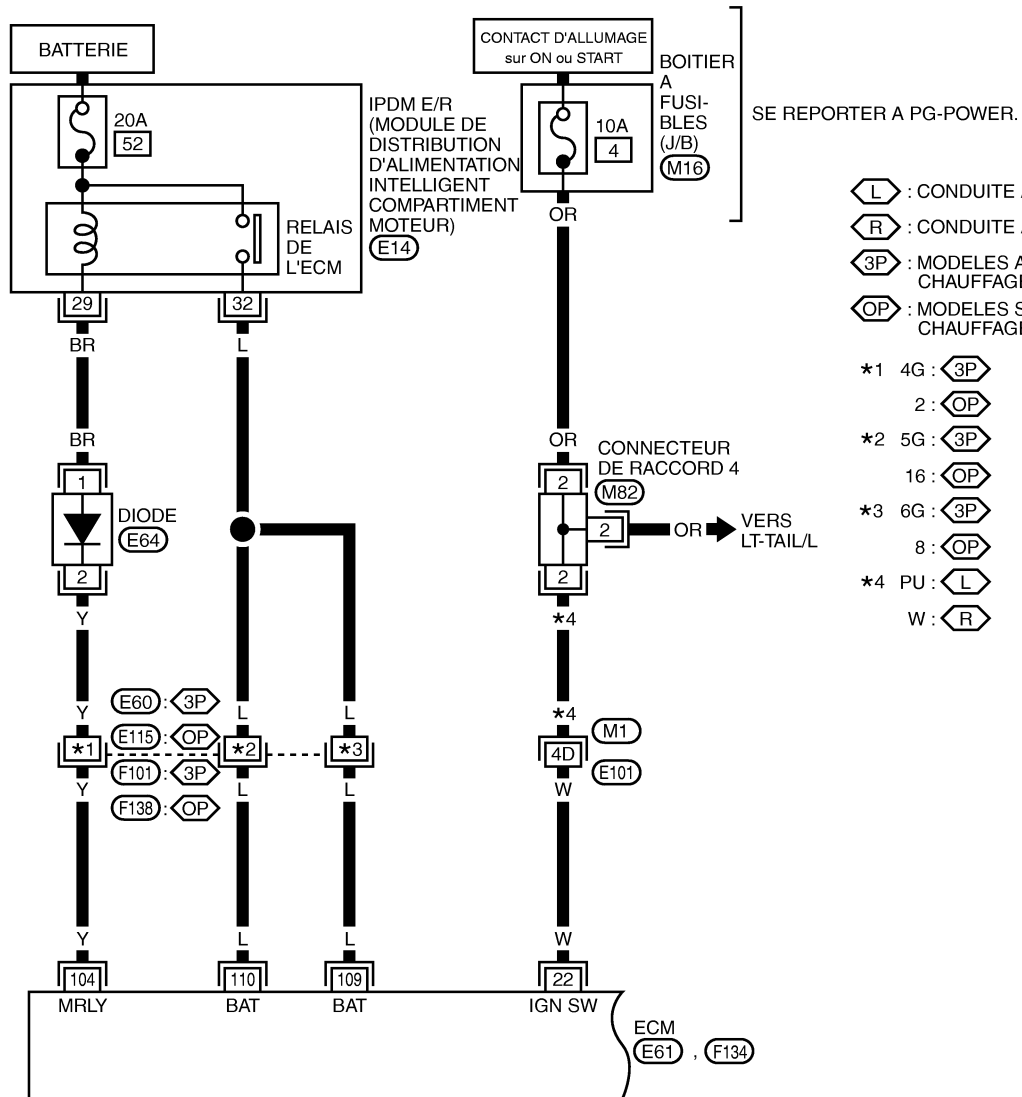 BATTERIE
CONTACT D'ALLUMAGE
sur ON ou START
20A
52
IPDM E/R
(MODULE DE
DISTRIBUTION
D'ALIMENTATION
INTELLIGENT
COMPARTIMENT
MOTEUR)
E14
RELAIS
DE
L'ECM
10A
4
BOITIER
A
FUSI-
BLES
(J/B)
M16
SE REPORTER A PG-POWER.
L : CONDUITE
R : CONDUITE
3P : MODELES
CHAUFFAG
OP : MODELES
CHAUFFAG
*1 4G : 3P
2 : OP
*2 5G : 3P
16 : OP
*3 6G : 3P
8 : OP
*4 PU : L
W : R
29
32
OR
BR
L
BR
OR
1
DIODE
E64
2
2
CONNECTEUR
DE RACCORD 4
M82
2
OR
VERS
LT-TAIL/L
2
Y
*4
E60 : 3P
Y
L
L
*4
E115 : OP
M1
*1
*2
*3
4D
F101 : 3P
E101
Y
L
L
W
F138 : OP
Y
L
L
W
104
110
109
22
MRLY
BAT
BAT
IGN SW
ECM
E61 , F134